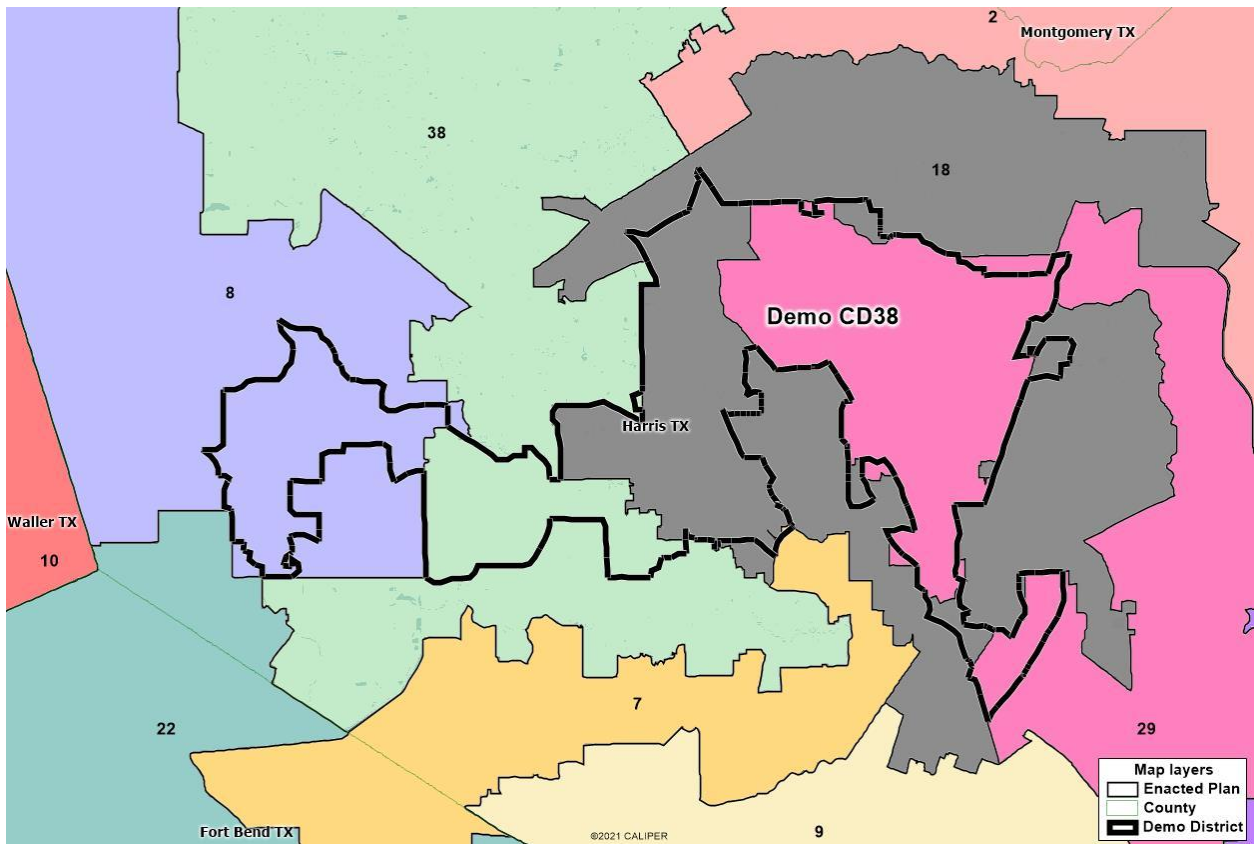 2
Montgomery TX
38
18
8
Demo CD38
Harris TX
Waller TX
10
7
22
29
Map layers
Enacted Plan
County
Demo District
Fort Bend TX
©2021 CALIPER
9